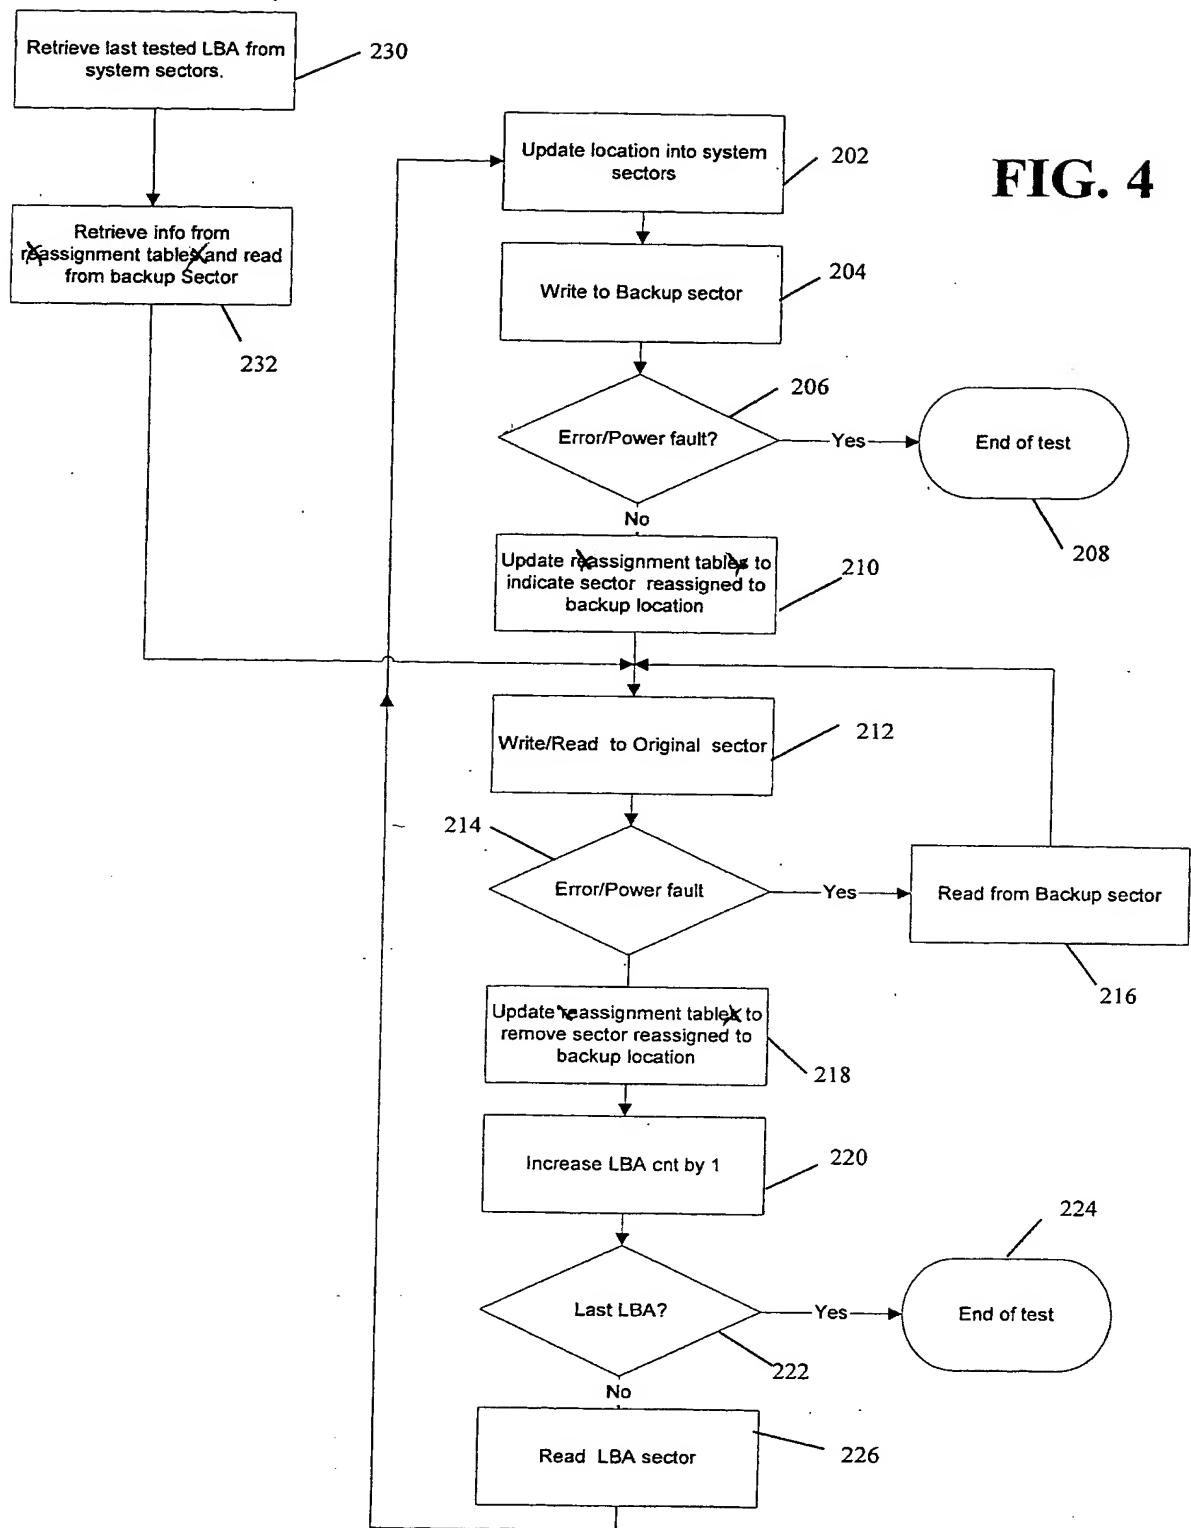 Retrieve last tested LBA from
system sectors.
230
Retrieve info from
reassignment tables and read
from backup Sector
232
FIG. 4
Update location into system
sectors
202
Write to Backup sector
204
Error/Power fault?
206
Yes
End of test
208
No
Update reassignment tables to
indicate sector reassigned to
backup location
210
Write/Read to Original sector
212
214
Error/Power fault
Yes
Read from Backup sector
216
Update reassignment tables to
remove sector reassigned to
backup location
218
Increase LBA cnt by 1
220
Last LBA?
222
Yes
End of test
224
No
Read LBA sector
226